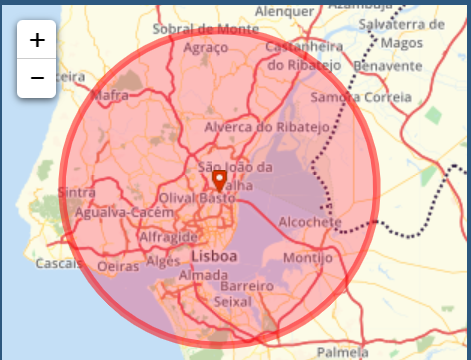 Alenquer
Azambuja
Sobral de Monte
Agraço
Salvaterra de
Magos
Castanheira
do Ribatejo
Benavente
+
−
ceira
Mafra
Samora Correia
Alverca do Ribatejo
São João da
Talha
Olival Basto
Sintra
Agualva-Cacém
Alcochete
Alfragide
Cascais
Oeiras
Algés
Lisboa
Montijo
Almada
Barreiro
Seixal
Palmela